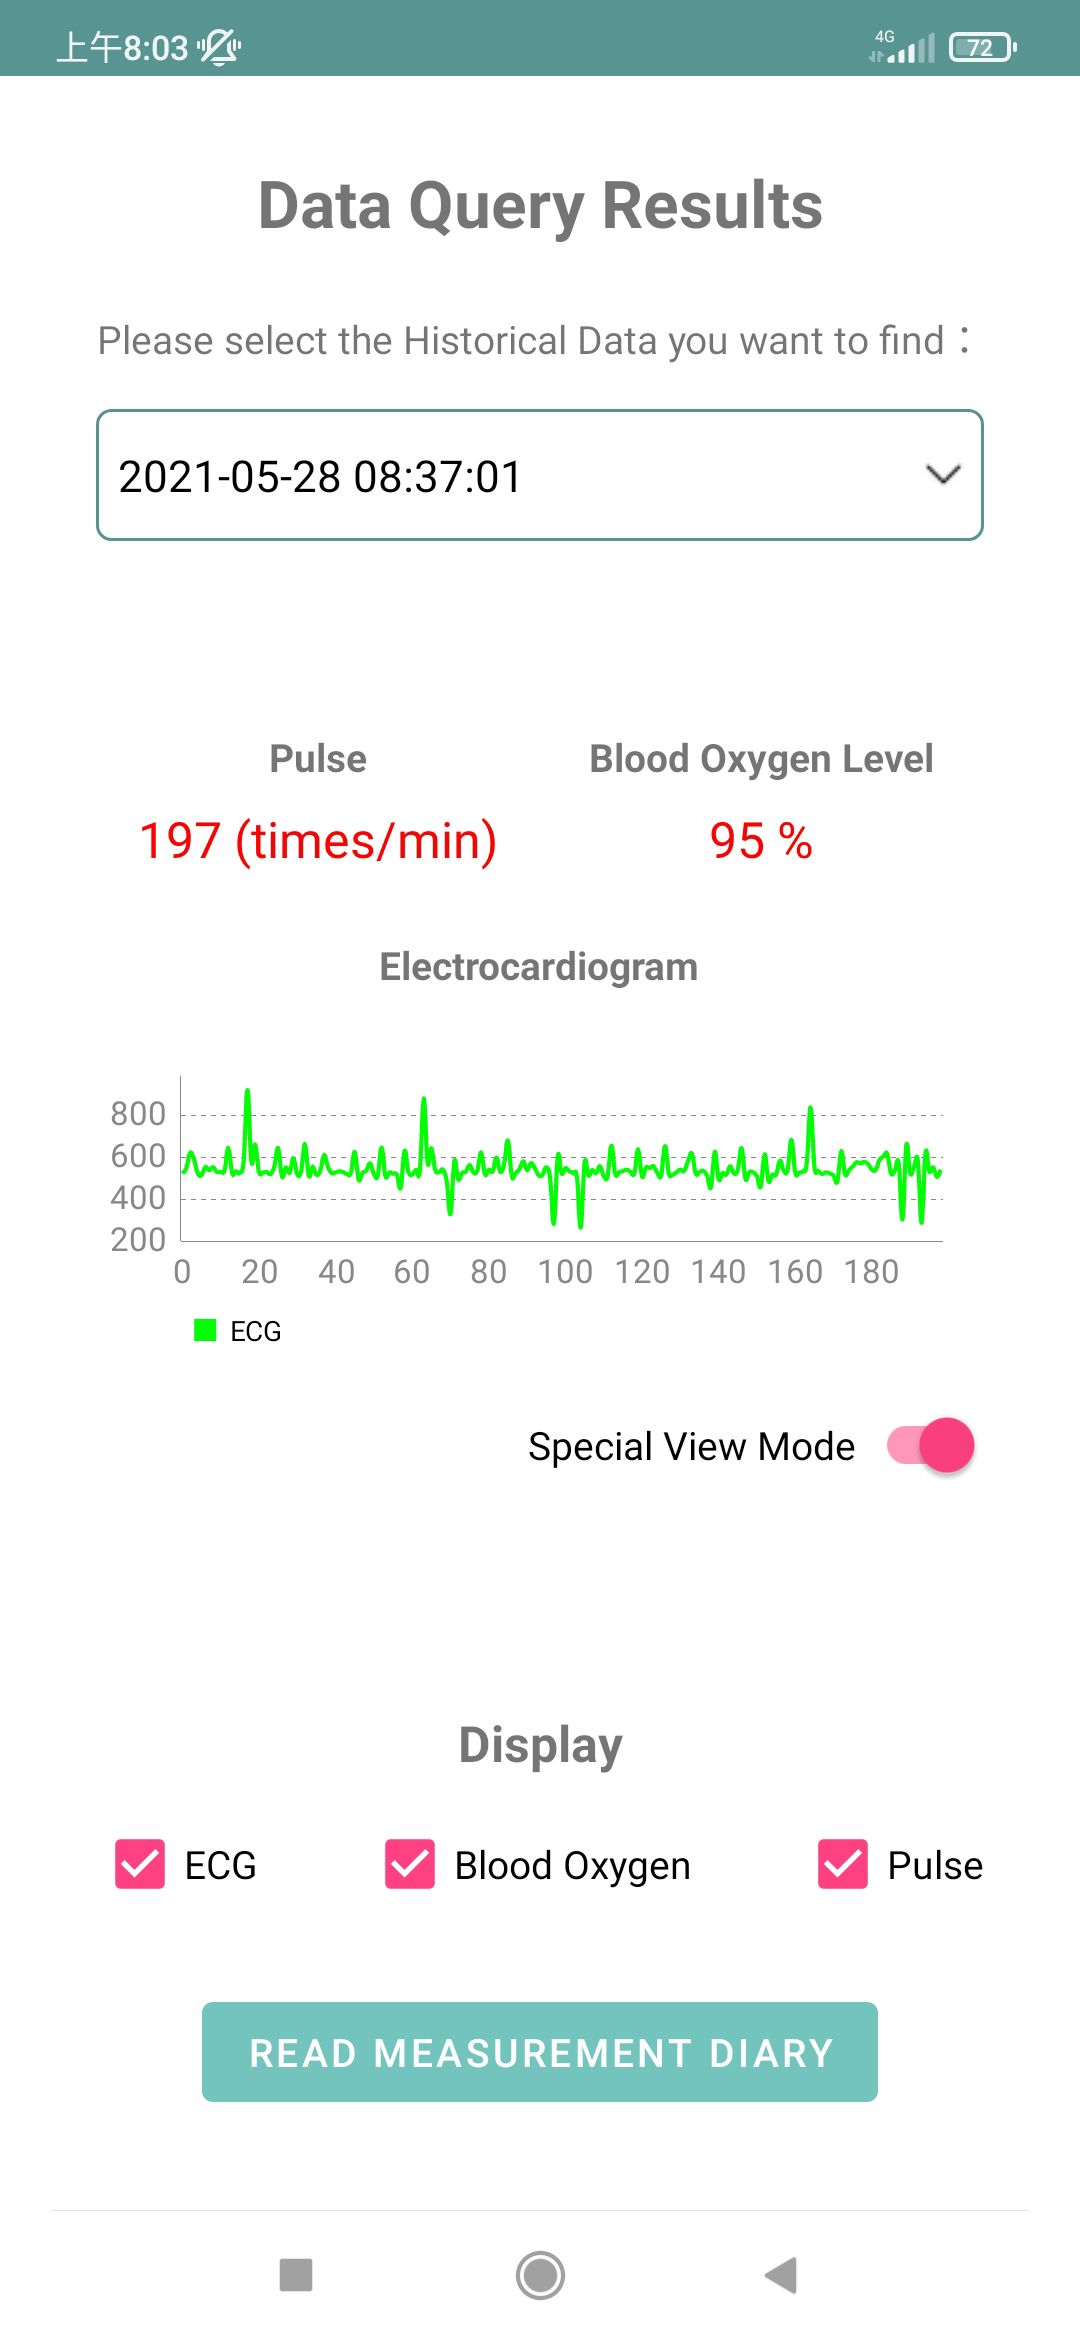 上午8:03
4G
72
Data Query Results
Please select the Historical Data you want to find：
2021-05-28 08:37:01
Pulse Blood Oxygen Level
197 (times/min) 95 %
Electrocardiogram
800
600
400
200
0 20 40 60 80 100 120 140 160 180
ECG
Special View Mode
Display
ECG Blood Oxygen Pulse
READ MEASUREMENT DIARY